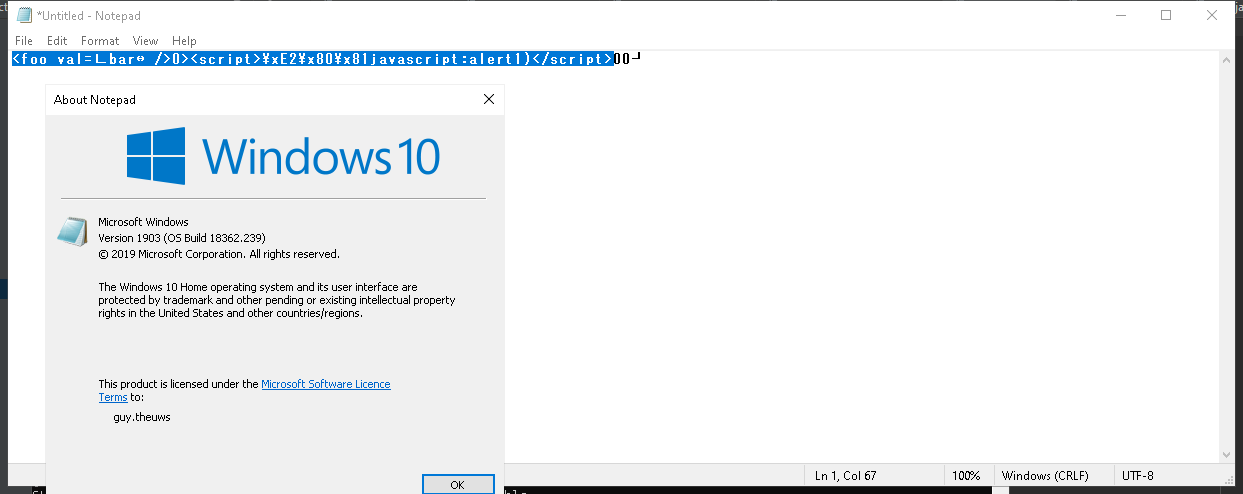 *Untitled - Notepad
File Edit Format View Help
<foo val=∟bar↔ />0><script>¥xE2¥x80¥x81javascript:alert1)</script>00┘
About Notepad
Windows 10
Microsoft Windows
Version 1903 (OS Build 18362.239)
© 2019 Microsoft Corporation. All rights reserved.
The Windows 10 Home operating system and its user interface are
protected by trademark and other pending or existing intellectual property
rights in the United States and other countries/regions.
This product is licensed under the Microsoft Software Licence
Terms to:
guy.theuws
OK
Ln 1, Col 67 100% Windows (CRLF) UTF-8